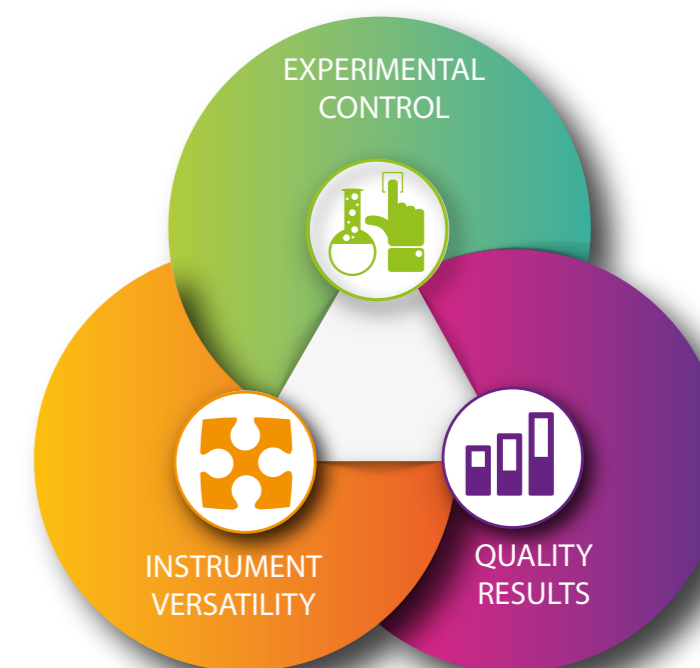 EXPERIMENTAL
CONTROL
INSTRUMENT
VERSATILITY
QUALITY
RESULTS